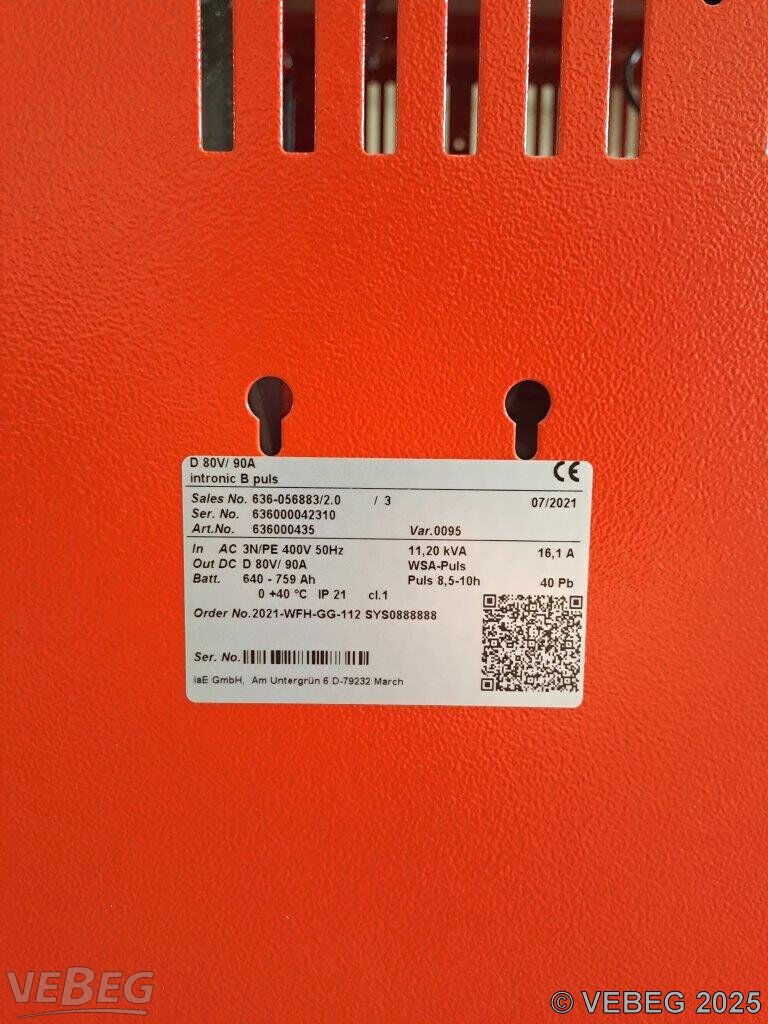 D 80V/ 90A
intronic B puls
CE
Sales No. 636-056883/2.0 / 3 07/2021
Ser. No. 636000042310
Art.No. 636000435 Var.0095
In AC 3N/PE 400V 50Hz 11,20 kVA 16,1 A
Out DC D 80V/ 90A WSA-Puls
Batt. 640 - 759 Ah Puls 8,5-10h 40 Pb
0 +40 °C IP 21 cl.1
Order No.2021-WFH-GG-112 SYS0888888
Ser. No.
iaE GmbH, Am Untergrün 6 D-79232 March
VEBEG
© VEBEG 2025